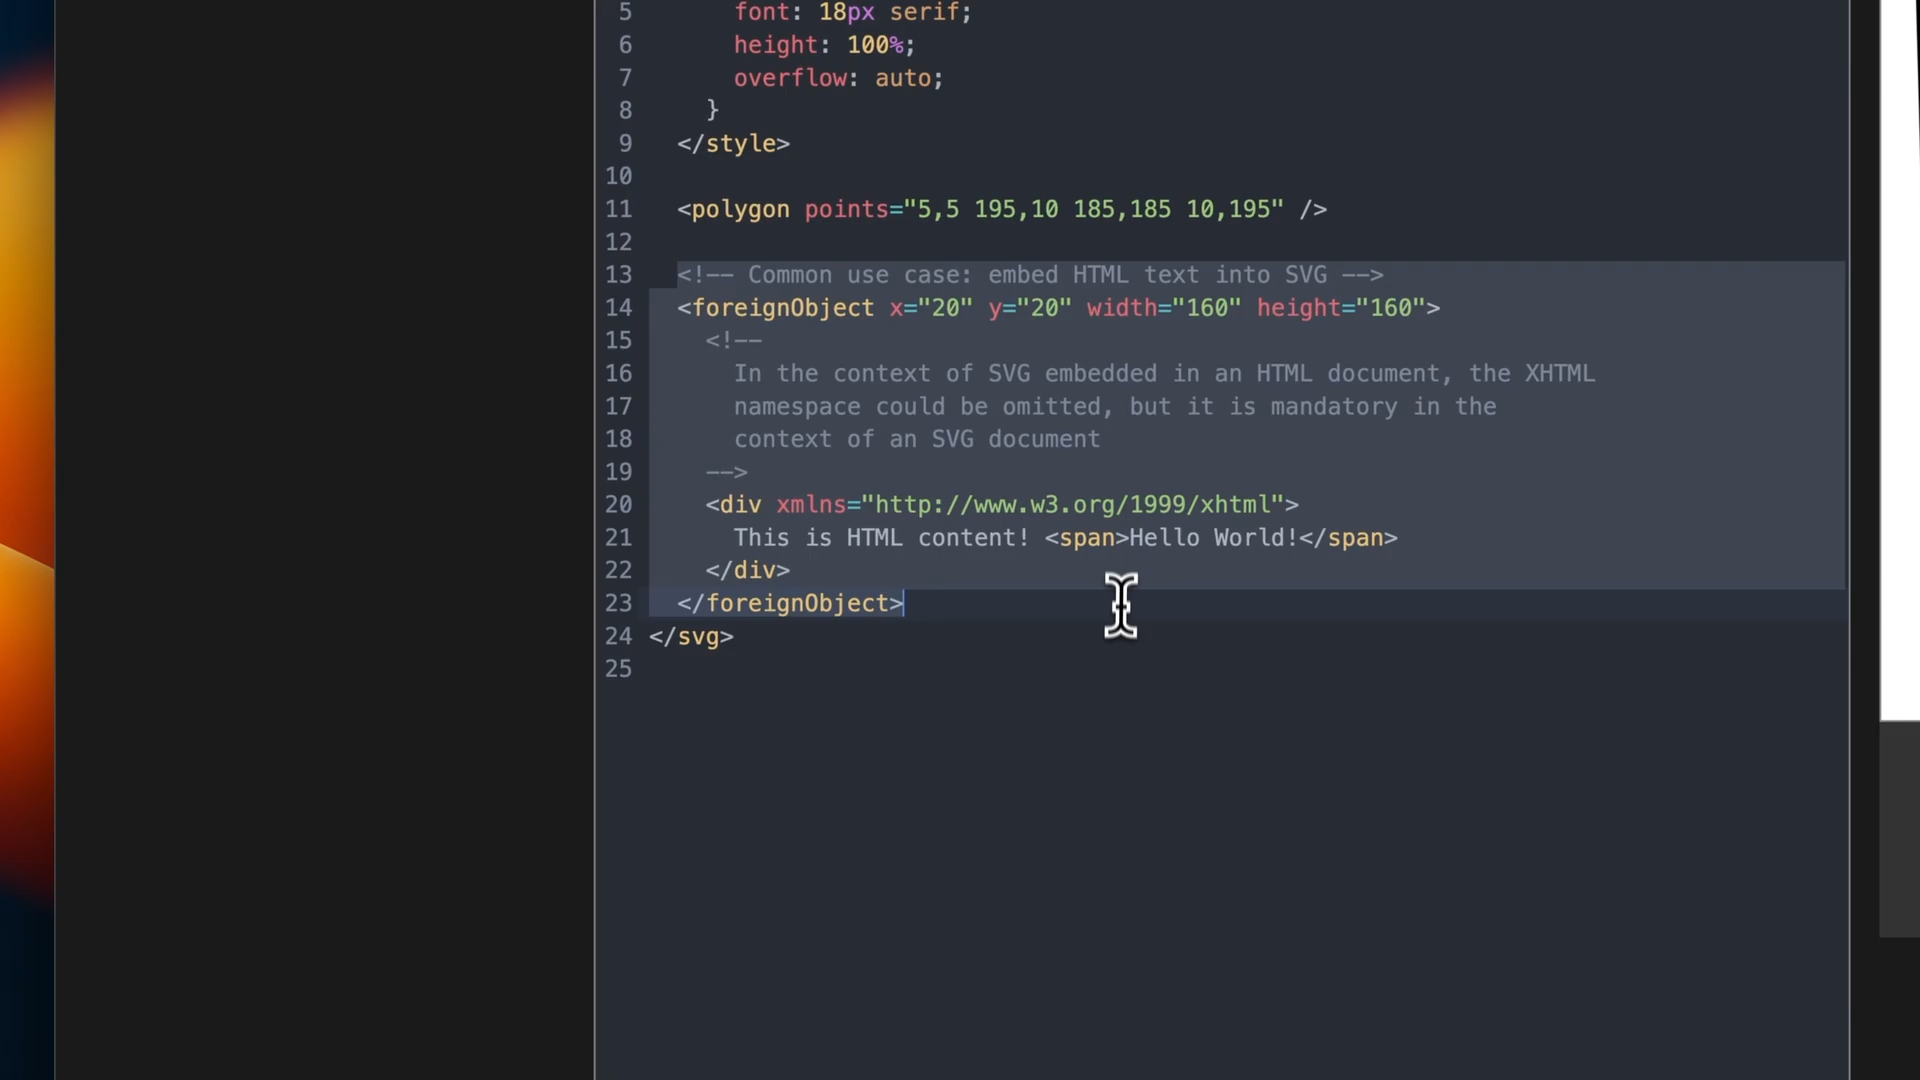 5 font: 18px serif;
6 height: 100%;
7 overflow: auto;
8 }
9 </style>
10
11 <polygon points="5,5 195,10 185,185 10,195" />
12
13 <!-- Common use case: embed HTML text into SVG -->
14 <foreignObject x="20" y="20" width="160" height="160">
15 <!--
16 In the context of SVG embedded in an HTML document, the XHTML
17 namespace could be omitted, but it is mandatory in the
18 context of an SVG document
19 -->
20 <div xmlns="http://www.w3.org/1999/xhtml">
21 This is HTML content! <span>Hello World!</span>
22 </div>
23 </foreignObject>
24 </svg>
25